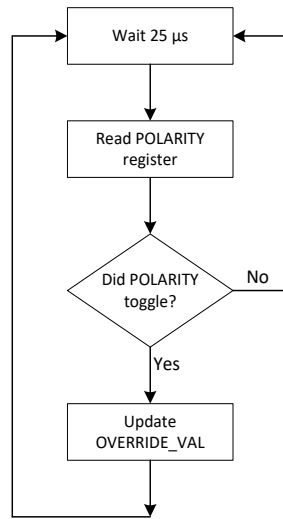 Wait 25 µs
Read POLARITY
register
Did POLARITY
toggle?
No
Yes
Update
OVERRIDE_VAL